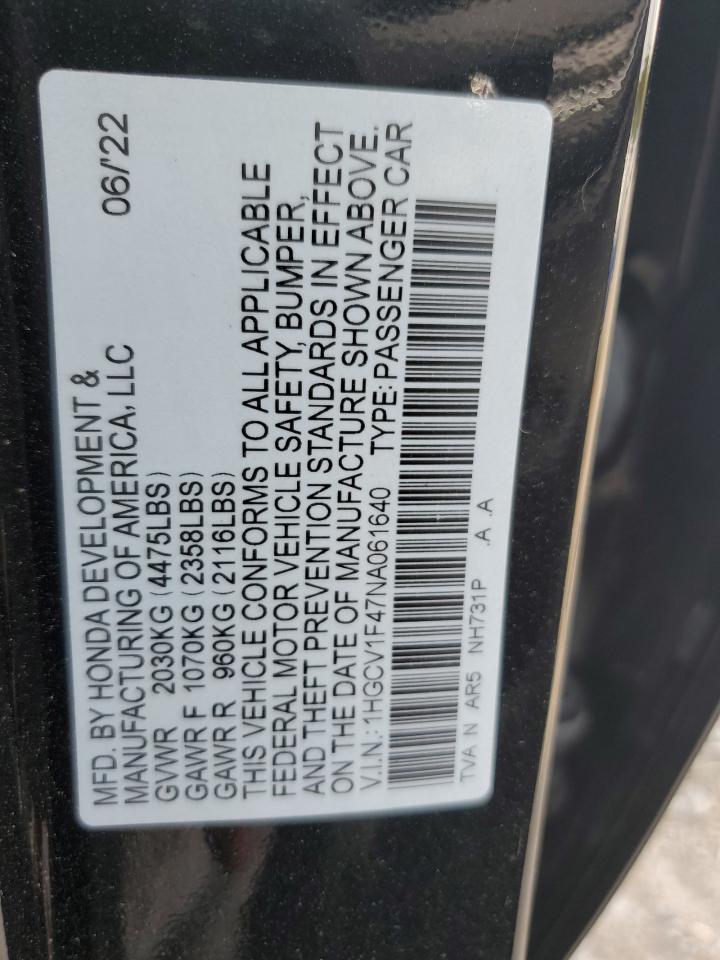 MFD. BY HONDA DEVELOPMENT &
MANUFACTURING OF AMERICA, LLC 06/'22
GVWR 2030KG (4475LBS)
GAWR F 1070KG (2358LBS)
GAWR R 960KG (2116LBS)
THIS VEHICLE CONFORMS TO ALL APPLICABLE
FEDERAL MOTOR VEHICLE SAFETY, BUMPER,
AND THEFT PREVENTION STANDARDS IN EFFECT
ON THE DATE OF MANUFACTURE SHOWN ABOVE.
V.I.N.:1HGCV1F47NA061640 TYPE:PASSENGER CAR
TVA N AR5 NH731P .A .A